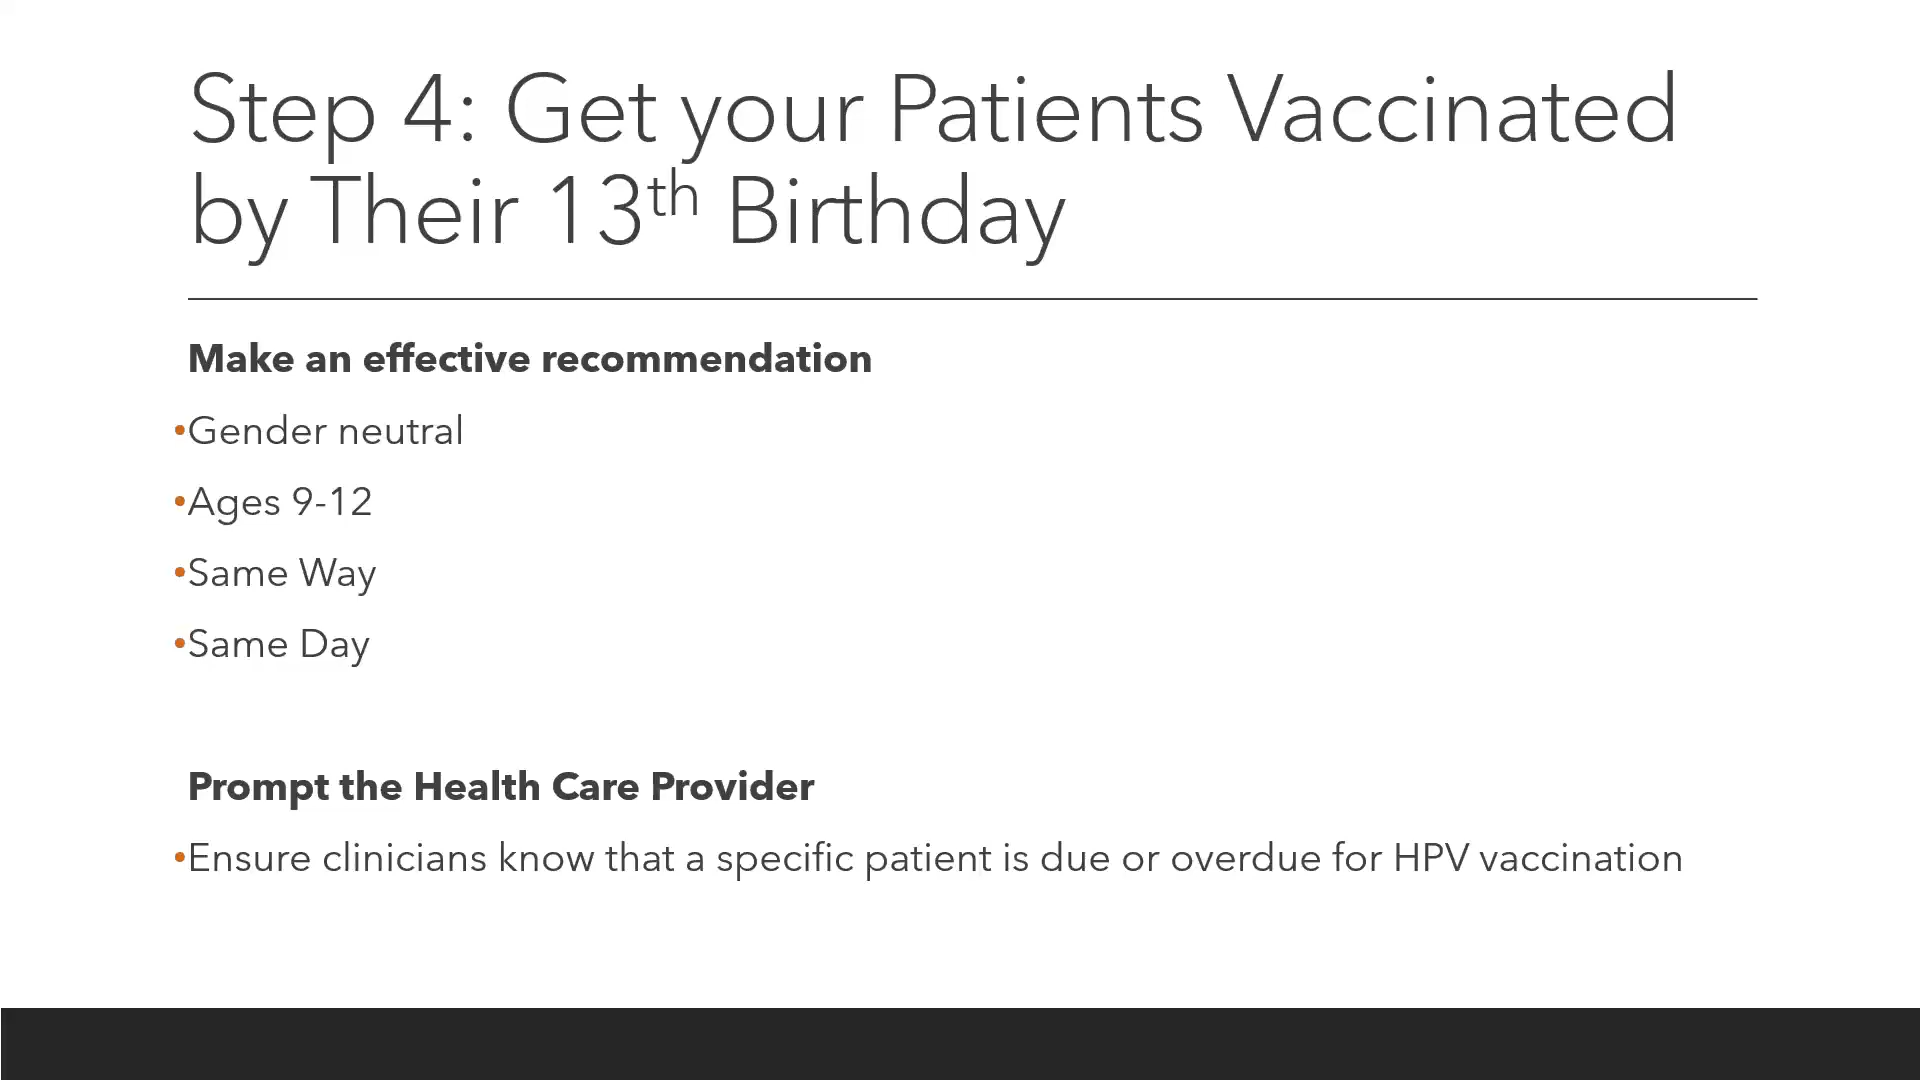 Step 4: Get your Patients Vaccinated
by Their 13th Birthday
Make an effective recommendation
•Gender neutral
•Ages 9-12
•Same Way
•Same Day
Prompt the Health Care Provider
•Ensure clinicians know that a specific patient is due or overdue for HPV vaccination